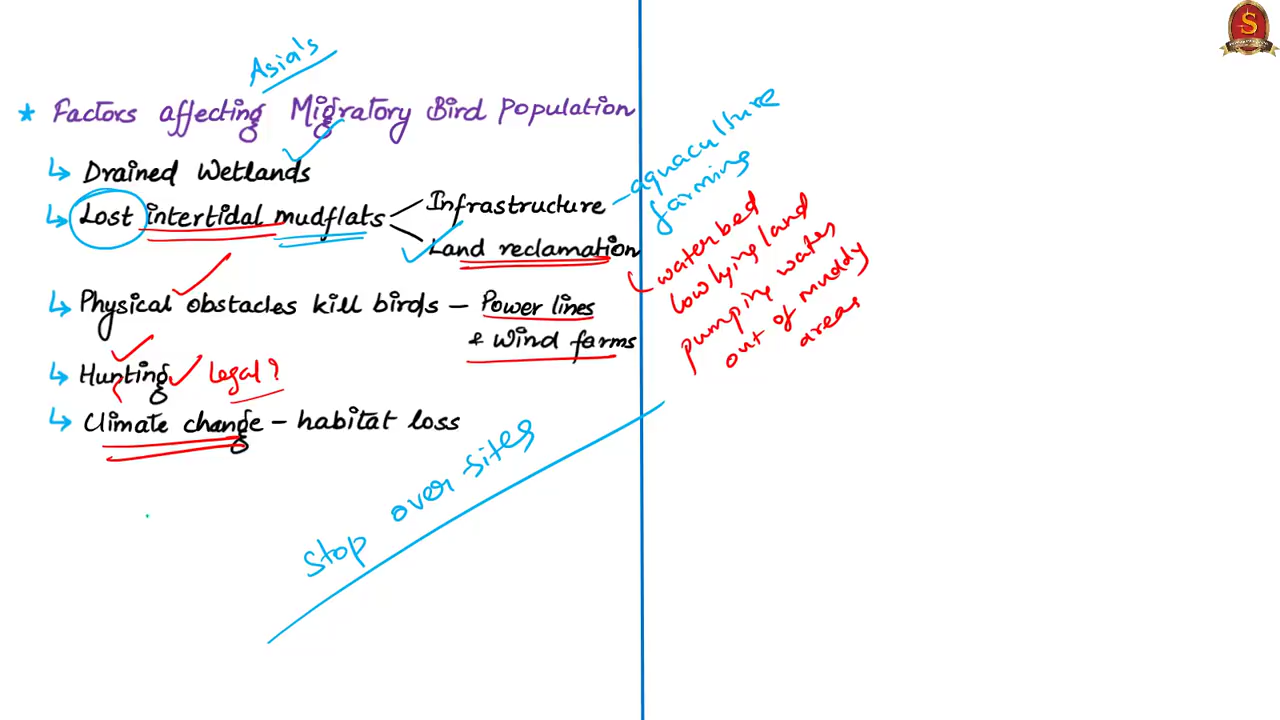 Asia's
* Factors affecting Migratory Bird Population
↳ Drained Wetlands
↳ Lost intertidal mudflats
Infrastructure
Land reclamation
aquaculture
farming
waterbed
low lying land
pumping water
out of muddy
areas
↳ Physical obstacles kill birds – Power lines
& Wind farms
↳ Hunting Legal?
↳ Climate change – habitat loss
Stop over sites
S